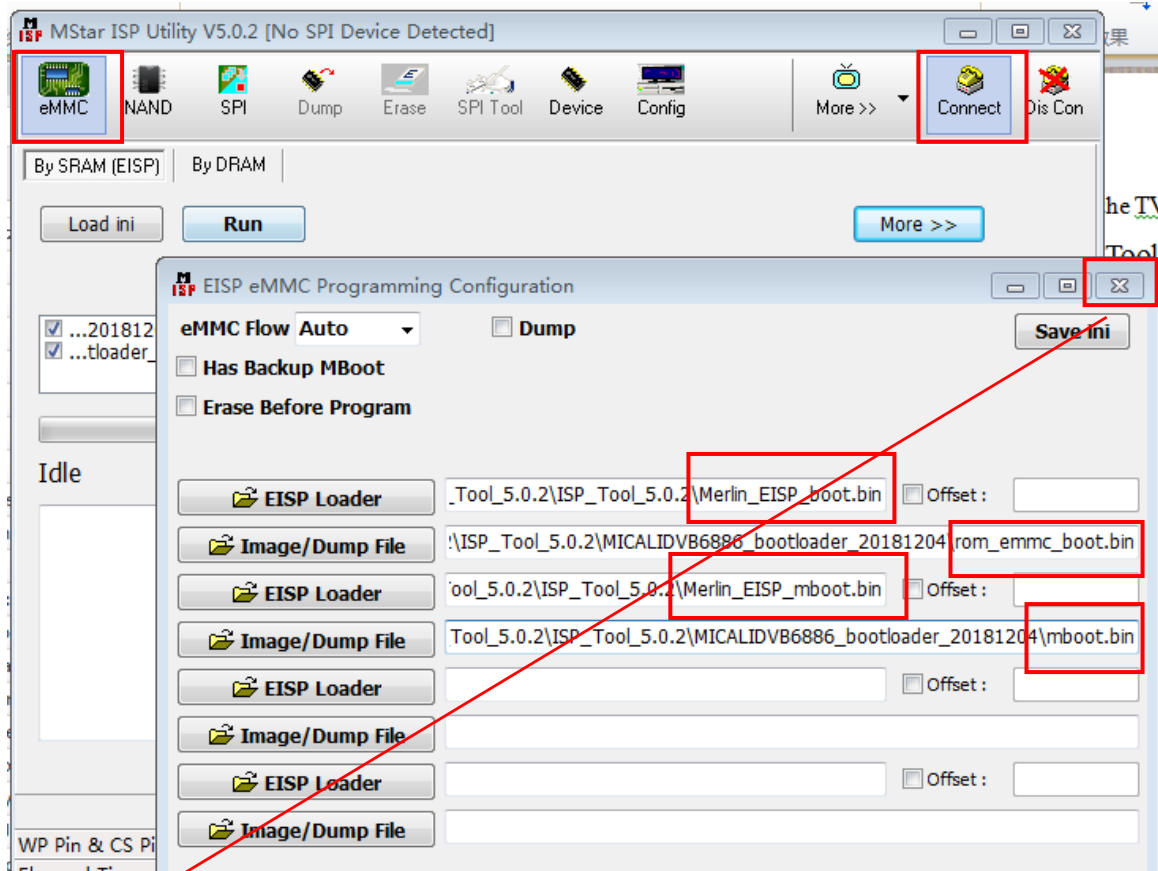 MStar ISP Utility V5.0.2 [No SPI Device Detected]
果
eMMC NAND SPI Dump Erase SPI Tool Device Config More >> Connect Dis Con
By SRAM (EISP) By DRAM
Load ini Run More >>
he TV
Tool
EISP eMMC Programming Configuration
...201812
...tloader_
eMMC Flow Auto Dump Save Ini
Has Backup MBoot
Erase Before Program
Idle
EISP Loader _Tool_5.0.2\ISP_Tool_5.0.2\Merlin_EISP_boot.bin Offset :
Image/Dump File !\ISP_Tool_5.0.2\MICALIDVB6886_bootloader_20181204\rom_emmc_boot.bin
EISP Loader ool_5.0.2\ISP_Tool_5.0.2\Merlin_EISP_mboot.bin Offset :
Image/Dump File Tool_5.0.2\ISP_Tool_5.0.2\MICALIDVB6886_bootloader_20181204\mboot.bin
EISP Loader Offset :
Image/Dump File
EISP Loader Offset :
Image/Dump File
WP Pin & CS Pi